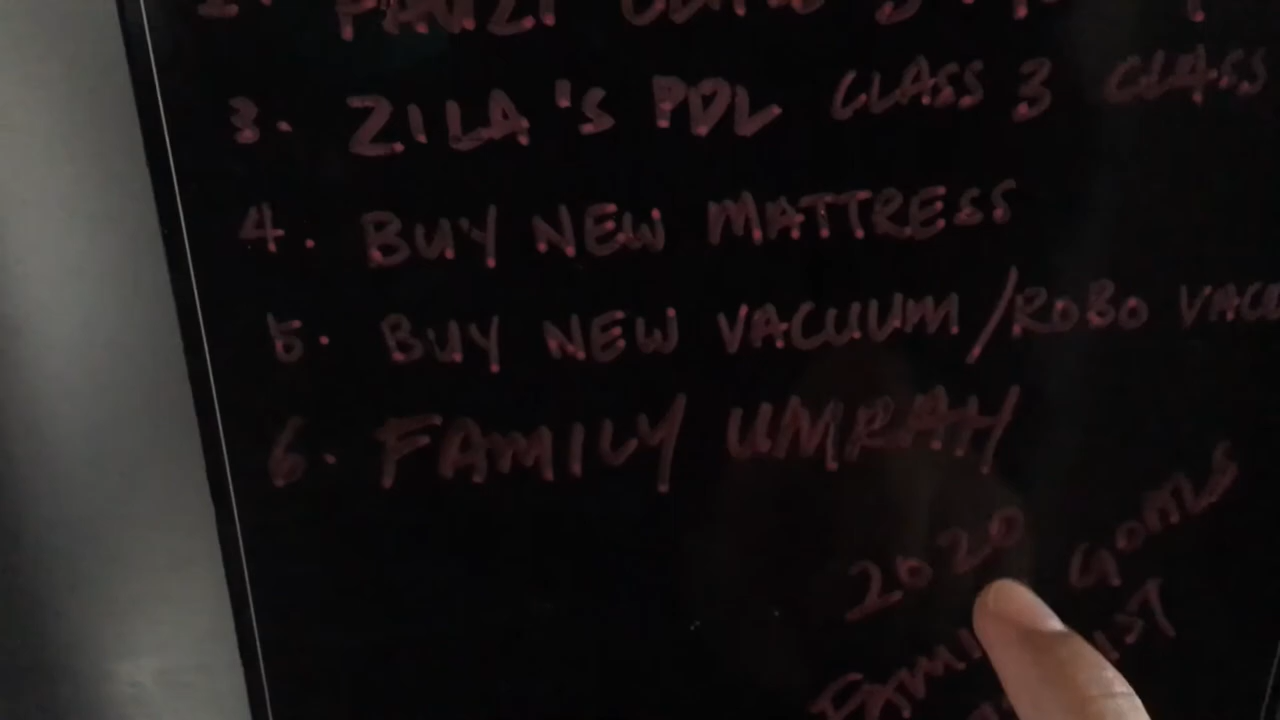 3. ZILA'S PDL CLASS 3 CLASS
4. BUY NEW MATTRESS
5. BUY NEW VACUUM / ROBO
6. FAMILY UMRAH
2020 GOALS